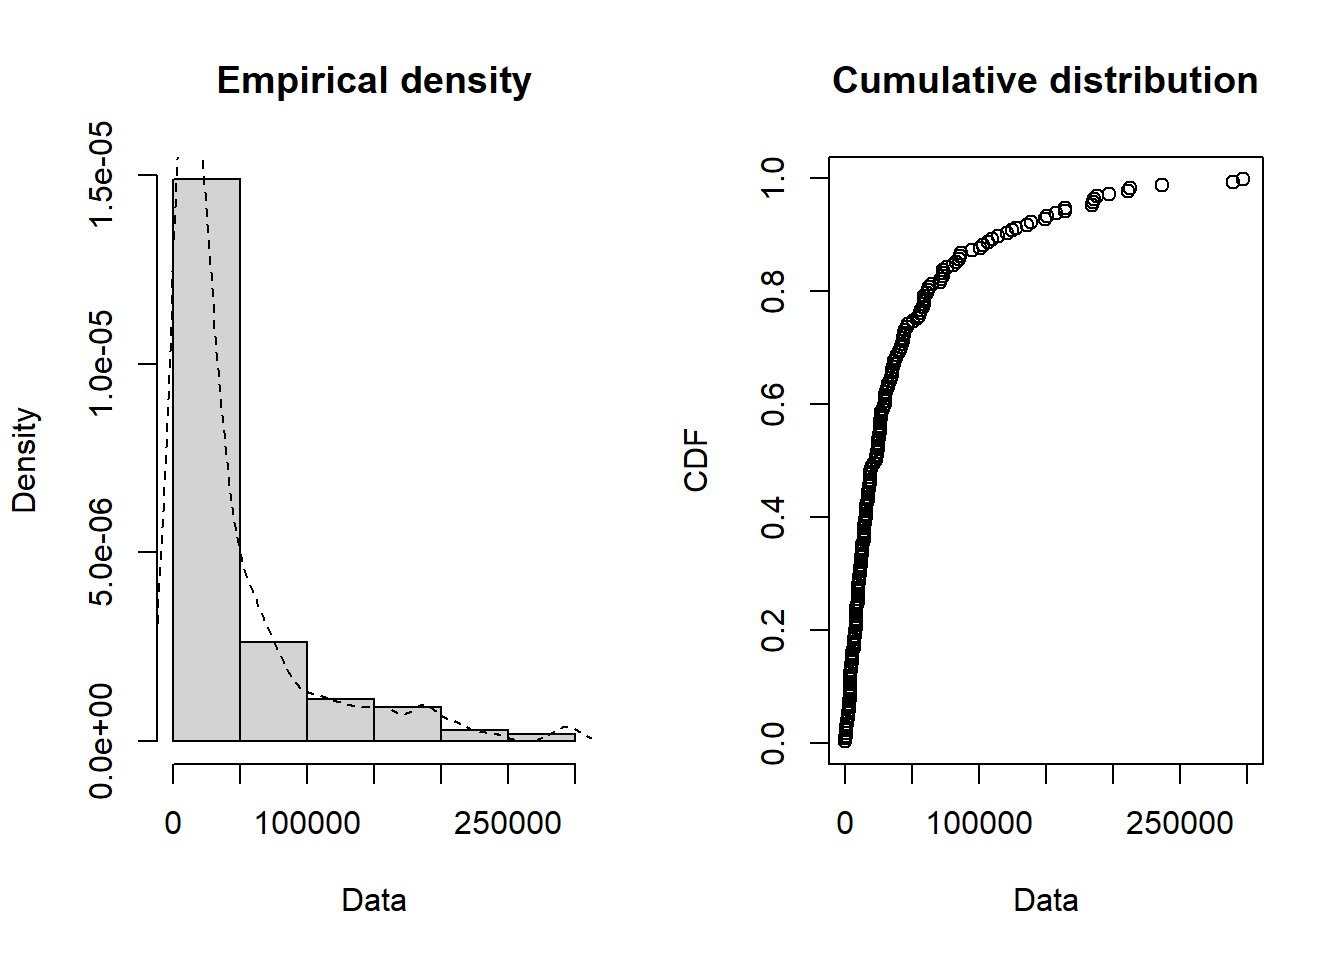 Empirical density
Density
0.0e+00
5.0e-06
1.0e-05
1.5e-05
0
100000
250000
Data
Cumulative distribution
CDF
0.0
0.2
0.4
0.6
0.8
1.0
0
100000
250000
Data